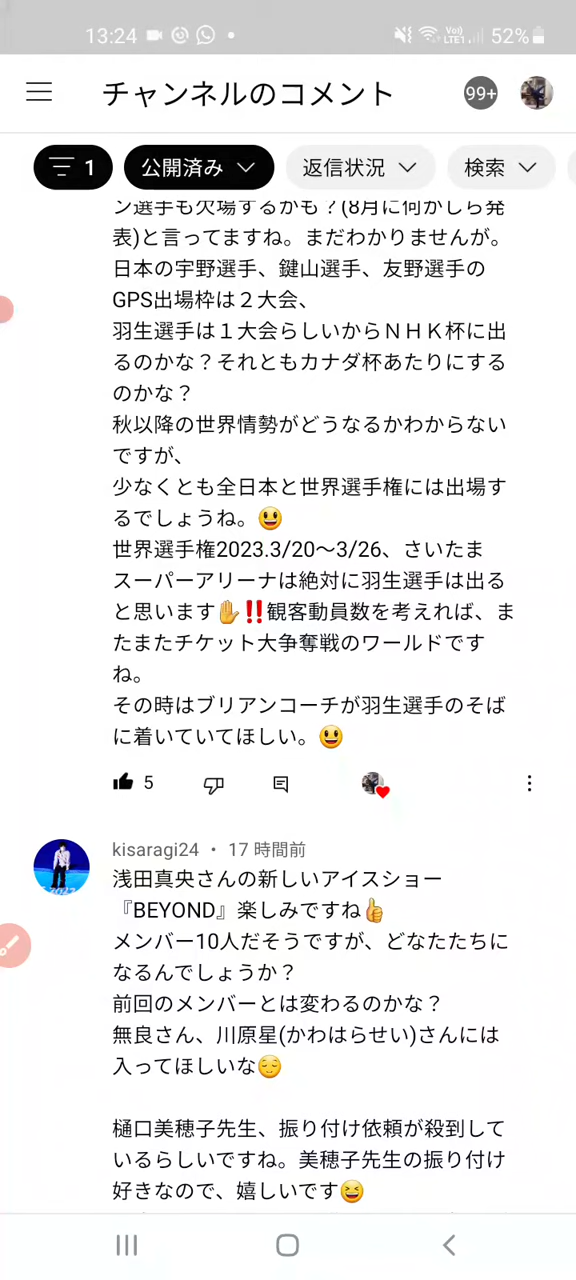 13:24
Vo))
LTE1
52%
チャンネルのコメント
99+
1
公開済み
返信状況
検索
ン選手も欠場するかも？(8月に何かしら発
表)と言ってますね。まだわかりませんが。
日本の宇野選手、鍵山選手、友野選手の
GPS出場枠は２大会、
羽生選手は１大会らしいからＮＨＫ杯に出
るのかな？それともカナダ杯あたりにする
のかな？
秋以降の世界情勢がどうなるかわからない
ですが、
少なくとも全日本と世界選手権には出場す
るでしょうね。😃
世界選手権2023.3/20〜3/26、さいたま
スーパーアリーナは絶対に羽生選手は出る
と思います✋‼️観客動員数を考えれば、ま
たまたチケット大争奪戦のワールドです
ね。
その時はブリアンコーチが羽生選手のそば
に着いていてほしい。😃
5
kisaragi24 • 17 時間前
浅田真央さんの新しいアイスショー
『BEYOND』楽しみですね👍
メンバー10人だそうですが、どなたたちに
なるんでしょうか？
前回のメンバーとは変わるのかな？
無良さん、川原星(かわはらせい)さんには
入ってほしいな😌
樋口美穂子先生、振り付け依頼が殺到して
いるらしいですね。美穂子先生の振り付け
好きなので、嬉しいです😆